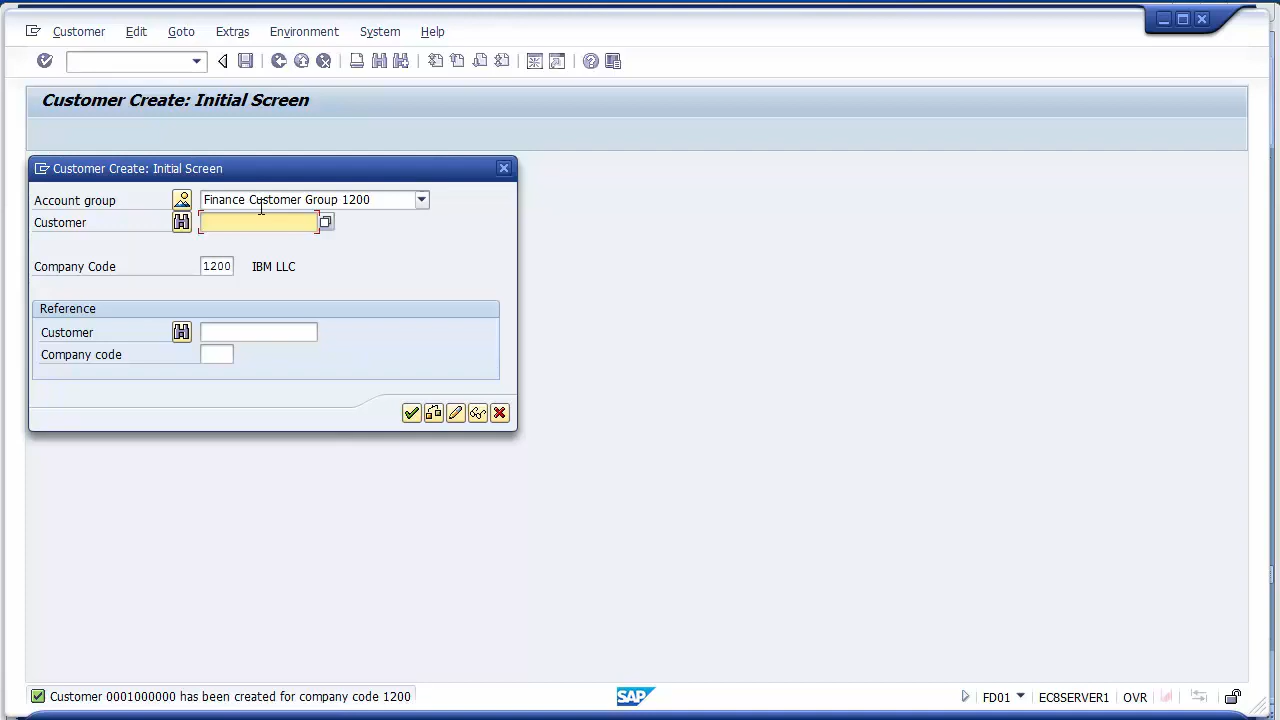 Customer Edit Goto Extras Environment System Help
Customer Create: Initial Screen
Customer Create: Initial Screen
Account group Finance Customer Group 1200
Customer
Company Code 1200 IBM LLC
Reference
Customer
Company code
Customer 0001000000 has been created for company code 1200 SAP FD01 EC6SERVER1 OVR